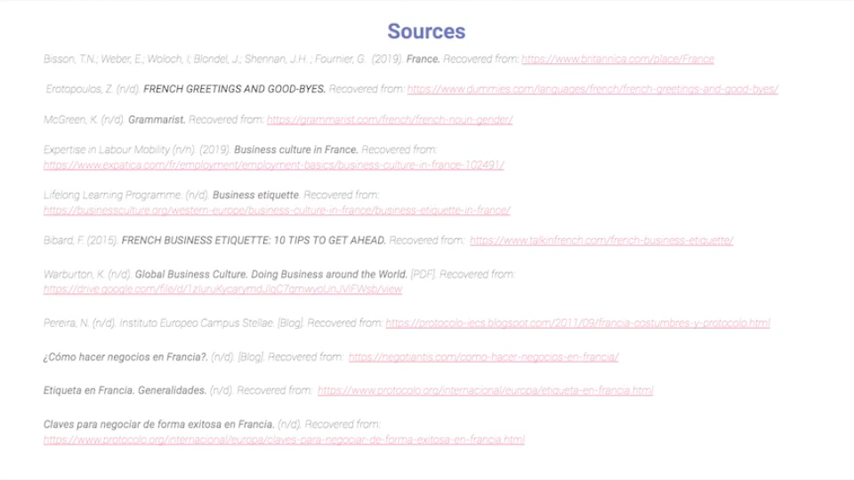 Sources
Bisson, T.N.; Weber, E.; Woloch, I; Blondel, J.; Shennan, J.H. ; Fournier, G. (2019). France. Recovered from: https://www.britannica.com/place/France
Erotopoulos, Z. (n/d). FRENCH GREETINGS AND GOOD-BYES. Recovered from: https://www.dummies.com/languages/french/french-greetings-and-good-byes/
McGreen, K. (n/d). Grammarist. Recovered from: https://grammarist.com/french/french-noun-gender/
Expertise in Labour Mobility (n/n). (2019). Business culture in France. Recovered from:
https://www.expatica.com/fr/employment/employment-basics/business-culture-in-france-102491/
Lifelong Learning Programme. (n/d). Business etiquette. Recovered from:
https://businessculture.org/western-europe/business-culture-in-france/business-etiquette-in-france/
Bibard, F. (2015). FRENCH BUSINESS ETIQUETTE: 10 TIPS TO GET AHEAD. Recovered from: https://www.talkinfrench.com/french-business-etiquette/
Warburton, K. (n/d). Global Business Culture. Doing Business around the World. [PDF]. Recovered from:
Pereira, N. (n/d). Instituto Europeo Campus Stellae. [Blog]. Recovered from: https://protocolo-iecs.blogspot.com/2011/09/francia-costumbres-y-protocolo.html
¿Cómo hacer negocios en Francia?. (n/d). [Blog]. Recovered from: https://negotiantis.com/como-hacer-negocios-en-francia/
Etiqueta en Francia. Generalidades. (n/d). Recovered from: https://www.protocolo.org/internacional/europa/etiqueta-en-francia.html
Claves para negociar de forma exitosa en Francia. (n/d). Recovered from:
https://www.protocolo.org/internacional/europa/claves-para-negociar-de-forma-exitosa-en-francia.html